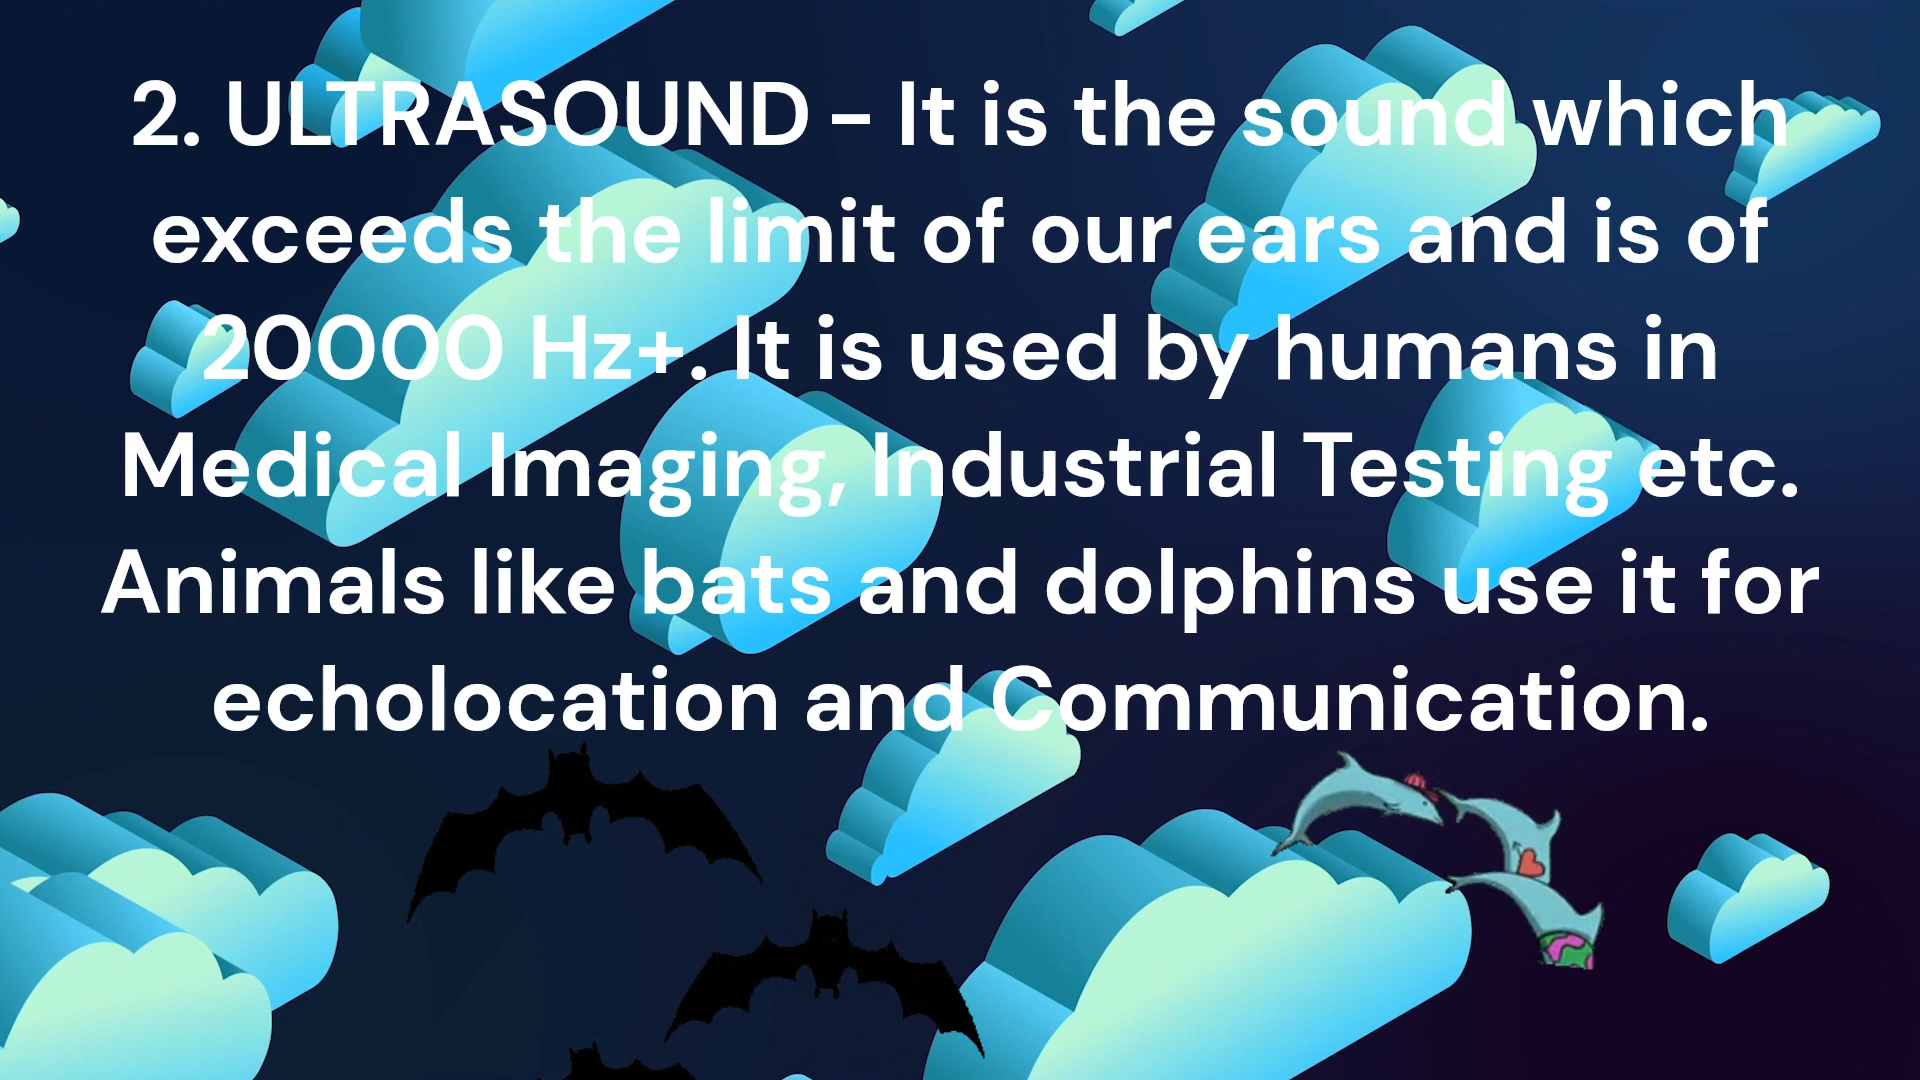 2. ULTRASOUND – It is the sound which
exceeds the limit of our ears and is of
20000 Hz+. It is used by humans in
Medical Imaging, Industrial Testing etc.
Animals like bats and dolphins use it for
echolocation and Communication.